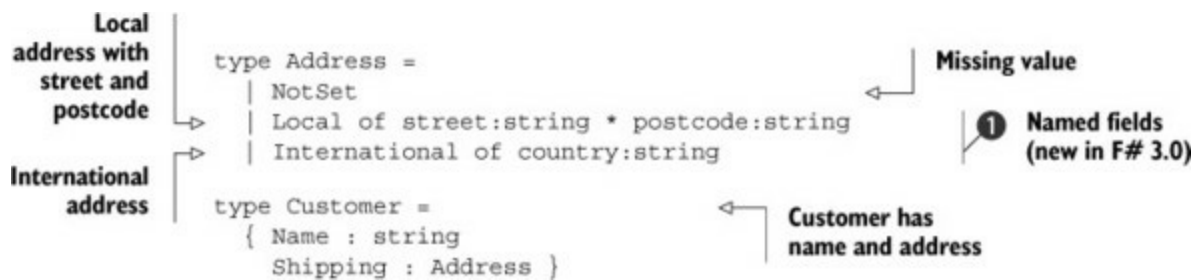 Local
address with
street and
postcode
International
address
type Address =
| NotSet
| Local of street:string * postcode:string
| International of country:string
type Customer =
{ Name : string
Shipping : Address }
Missing value
1 Named fields
(new in F# 3.0)
Customer has
name and address